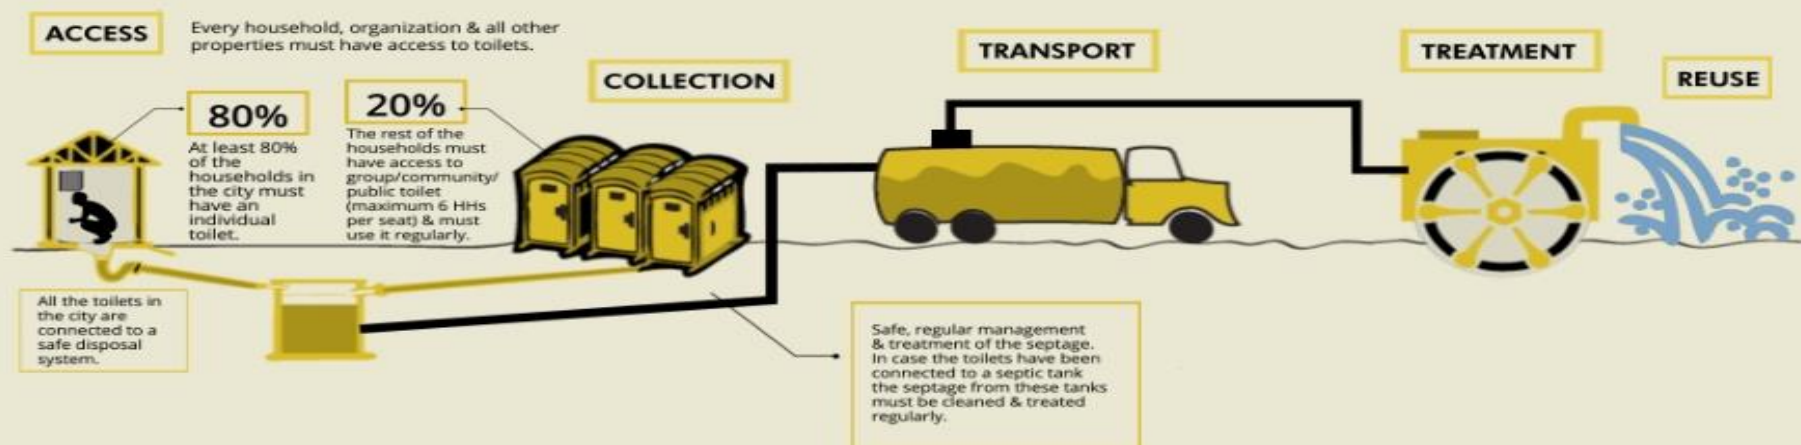 ACCESS
Every household, organization & all other
properties must have access to toilets.
80%
At least 80%
of the
households in
the city must
have an
individual
toilet.
20%
The rest of the
households must
have access to
group/community/
public toilet
(maximum 6 HHs
per seat) & must
use it regularly.
COLLECTION
TRANSPORT
TREATMENT
REUSE
All the toilets in
the city are
connected to a
safe disposal
system.
Safe, regular management
& treatment of the septage.
In case the toilets have been
connected to a septic tank
the septage from these tanks
must be cleaned & treated
regularly.